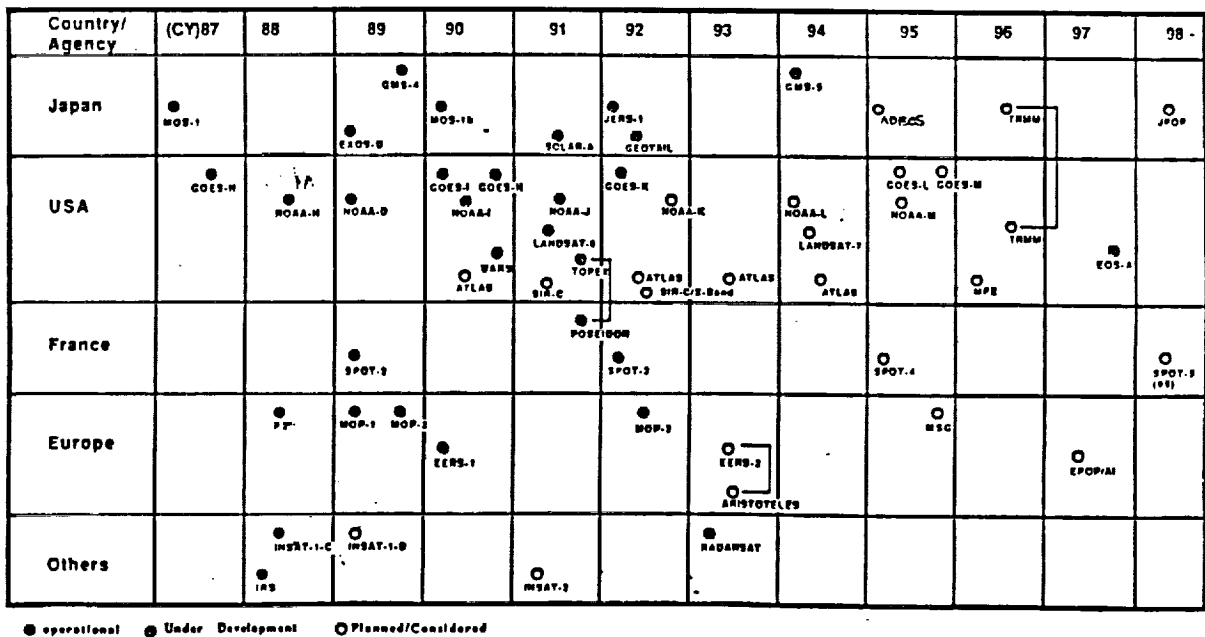 Country/
Agency
(CY)87
88
89
90
91
92
93
94
95
96
97
98 -
Japan
MOS-1
GMS-4
EXOS-D
MOS-1b
SOLAR-A
JERS-1
GEOTAIL
GMS-5
ADEOS
TRMM
JPOP
USA
GOES-H
NOAA-H
NOAA-D
GOES-I
GOES-H
NOAA-I
UARS
ATLAS
NOAA-J
LANDSAT-6
TOPEX
SIR-C
GOES-K
NOAA-K
ATLAS
SIR-C/X-Band
ATLAS
NOAA-L
LANDSAT-7
ATLAS
GOES-L
GOES-M
NOAA-M
TRMM
MPE
EOS-A
France
SPOT-2
POSEIDON
SPOT-3
SPOT-4
SPOT-5
Europe
MOP-1
MOP-2
EERS-1
MOP-3
EERS-2
ARISTOTELES
MSG
EPOP/AI
Others
INSAT-1-C
IRS
INSAT-1-D
INSAT-2
RADARSAT
operational
Under Development
Planned/Considered